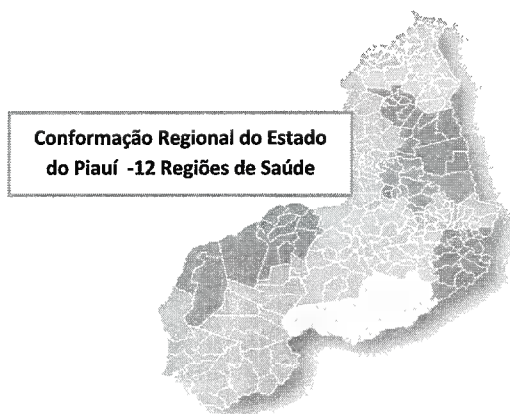 Conformação Regional do Estado
do Piauí -12 Regiões de Saúde